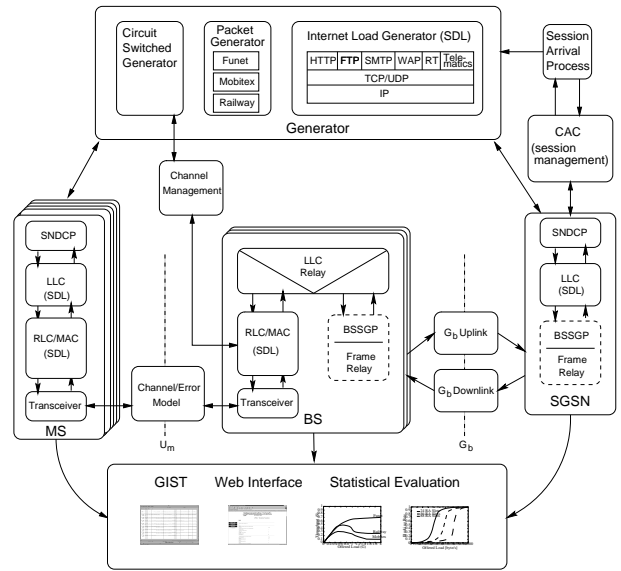 Circuit
Switched
Generator
Packet
Generator
Funet
Mobitex
Railway
Internet Load Generator (SDL)
HTTP FTP SMTP WAP RT Tele-
matics
TCP/UDP
IP
Generator
Session
Arrival
Process
CAC
(session
management)
Channel
Management
SNDCP
LLC
(SDL)
RLC/MAC
(SDL)
Transceiver
MS
Channel/Error
Model
Um
LLC
Relay
RLC/MAC
(SDL)
Transceiver
BSSGP
Frame
Relay
BS
Gb Uplink
Gb Downlink
Gb
SNDCP
LLC
(SDL)
BSSGP
Frame
Relay
SGSN
GIST
Web Interface
Statistical Evaluation